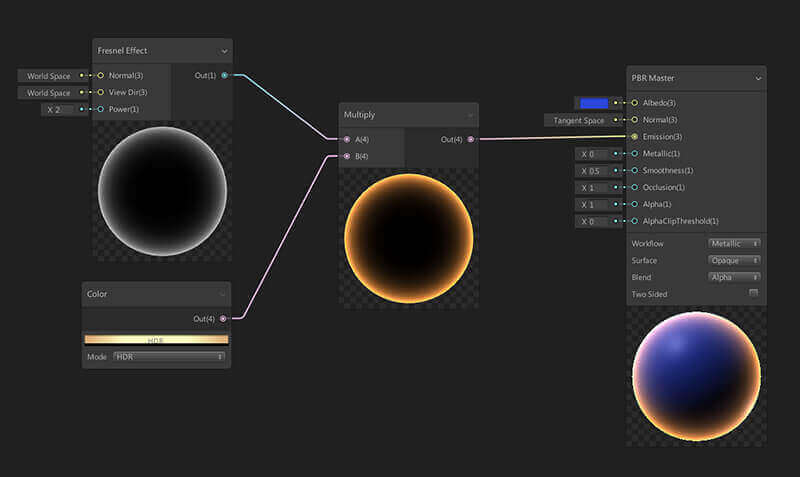 Fresnel Effect
World Space Normal(3) Out(1)
World Space View Dir(3)
X 2 Power(1)
Color
Out(4)
HDR
Mode HDR
Multiply
A(4) Out(4)
B(4)
PBR Master
Albedo(3)
Tangent Space Normal(3)
Emission(3)
X 0 Metallic(1)
X 0.5 Smoothness(1)
X 1 Occlusion(1)
X 1 Alpha(1)
X 0 AlphaClipThreshold(1)
Workflow Metallic
Surface Opaque
Blend Alpha
Two Sided